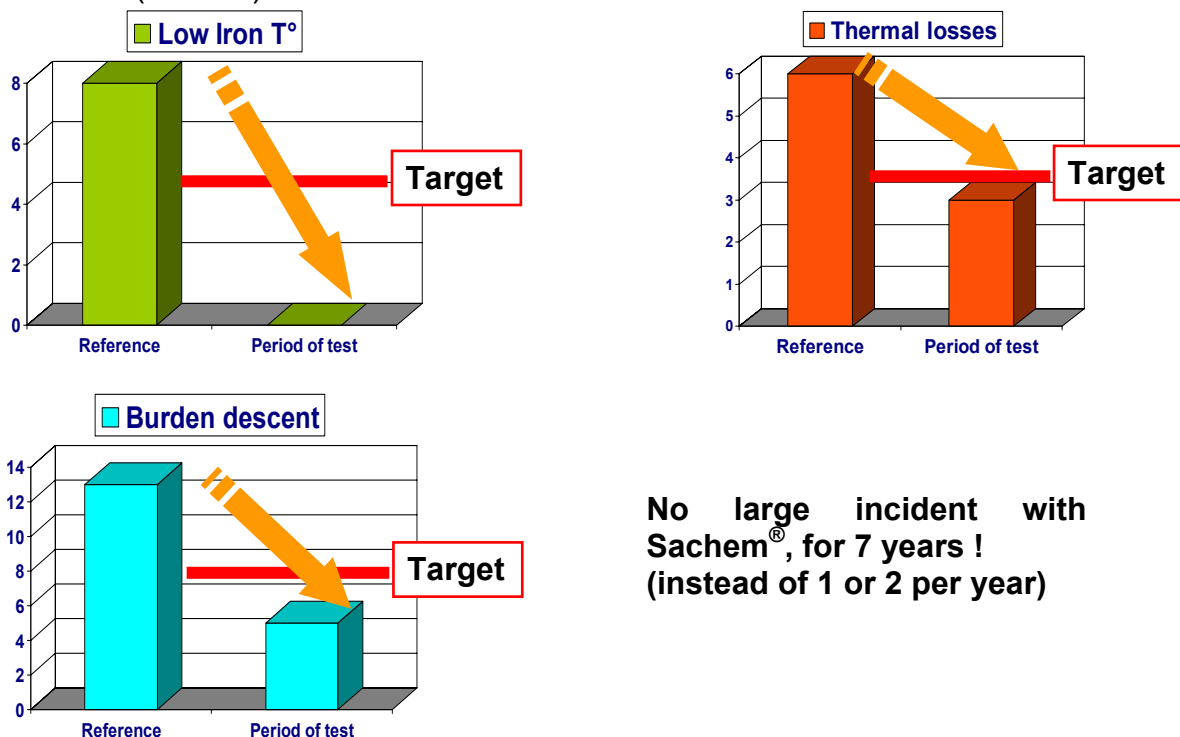 Low Iron T°
8
6
4
2
0
Target
Reference Period of test
Thermal losses
6
5
4
3
2
1
0
Target
Reference Period of test
Burden descent
14
12
10
8
6
4
2
0
Target
Reference Period of test
No large incident with
Sachem®, for 7 years !
(instead of 1 or 2 per year)